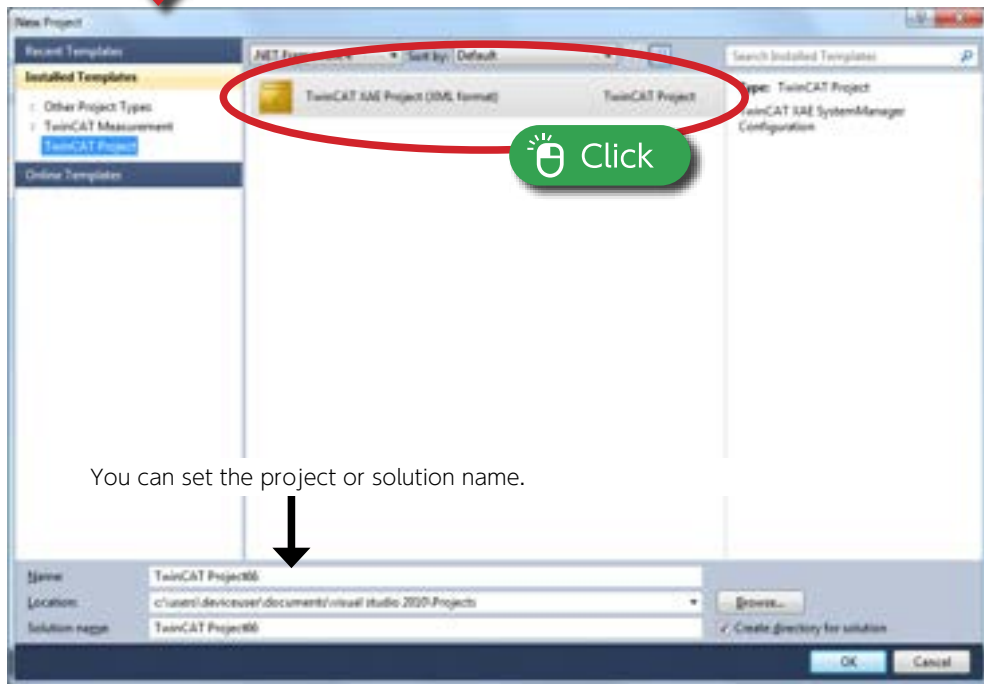 New Project
Recent Templates
.NET Framework 4
Sort by: Default
Search Installed Templates
Installed Templates
TwinCAT XAE Project (XML format)
TwinCAT Project
Type: TwinCAT Project
TwinCAT XAE SystemManager
Configuration
Other Project Types
TwinCAT Measurement
TwinCAT Project
Click
Online Templates
You can set the project or solution name.
Name
TwinCAT Project66
Location:
c:\users\deviceuser\documents\visual studio 2010\Projects
Browse...
Solution name
TwinCAT Project66
Create directory for solution
OK
Cancel